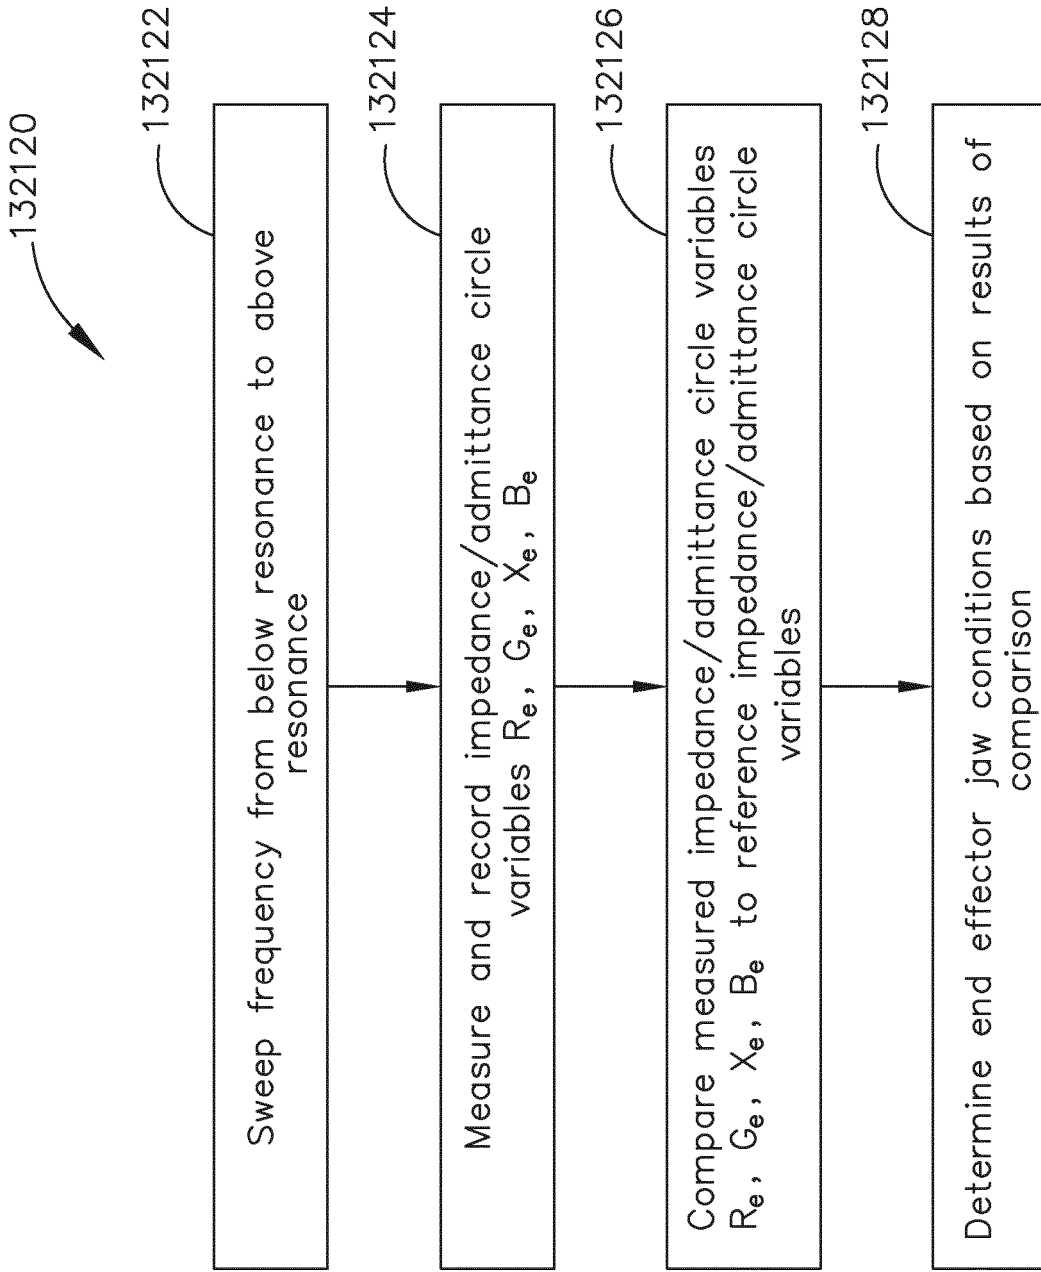 132120
132122
Sweep frequency from below resonance to above
resonance
132124
Measure and record impedance/admittance circle
variables Re, Ge, Xe, Be
132126
Compare measured impedance/admittance circle variables
Re, Ge, Xe, Be to reference impedance/admittance circle
variables
132128
Determine end effector jaw conditions based on results of
comparison